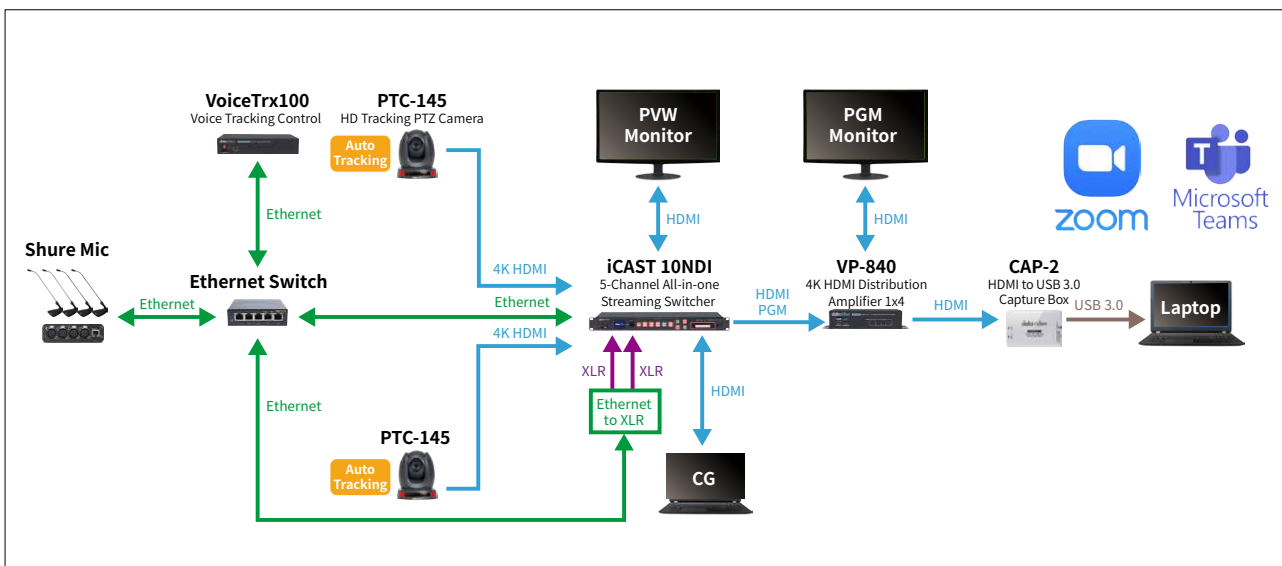 VoiceTrx100
Voice Tracking Control
PTC-145
HD Tracking PTZ Camera
Auto
Tracking
PVW
Monitor
PGM
Monitor
zoom
T
Microsoft
Teams
Ethernet
HDMI
HDMI
Shure Mic
Ethernet
Ethernet Switch
4K HDMI
Ethernet
4K HDMI
iCAST 10NDI
5-Channel All-in-one
Streaming Switcher
HDMI
PGM
VP-840
4K HDMI Distribution
Amplifier 1x4
HDMI
CAP-2
HDMI to USB 3.0
Capture Box
USB 3.0
Laptop
XLR
XLR
HDMI
Ethernet
Ethernet
to XLR
PTC-145
Auto
Tracking
CG